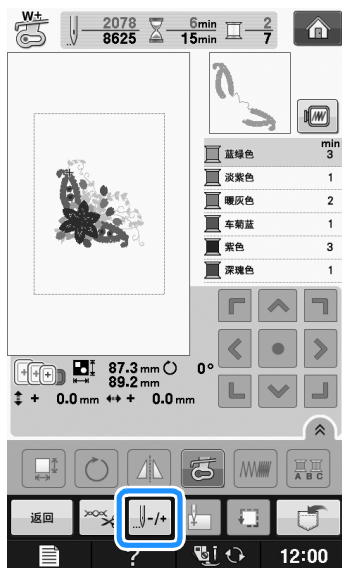 W+ 2078 6min 2
8625 15min 7
min
蓝绿色 3
淡紫色 1
暖灰色 2
车菊蓝 1
紫色 3
深瑰色 1
87.3 mm 0°
89.2 mm
+ 0.0 mm + 0.0 mm
A B C
返回 -/+
? 12:00